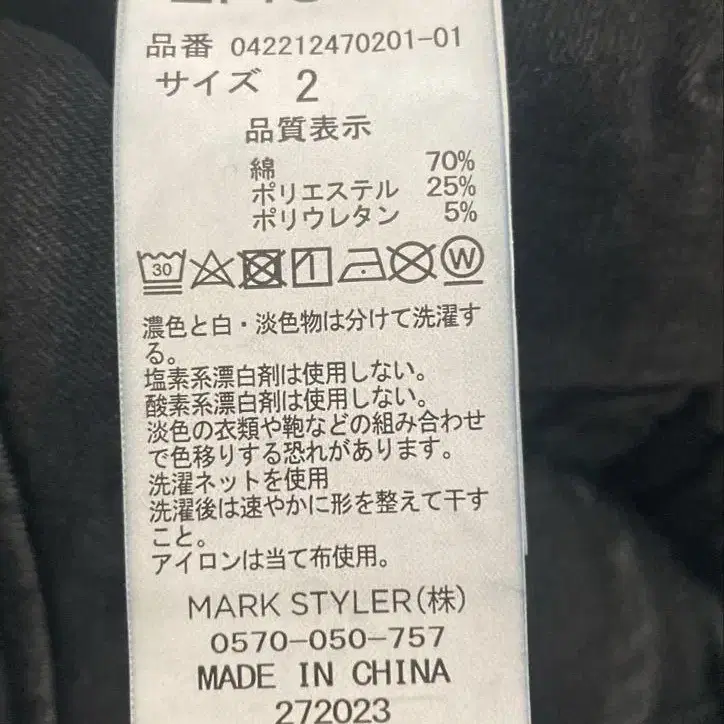 品番 042212470201-01
サイズ 2
品質表示
綿 70%
ポリエステル 25%
ポリウレタン 5%
30 W
濃色と白・淡色物は分けて洗濯す
る。
塩素系漂白剤は使用しない。
酸素系漂白剤は使用しない。
淡色の衣類や鞄などの組み合わせ
で色移りする恐れがあります。
洗濯ネットを使用
洗濯後は速やかに形を整えて干す
こと。
アイロンは当て布使用。
MARK STYLER(株)
0570-050-757
MADE IN CHINA
272023